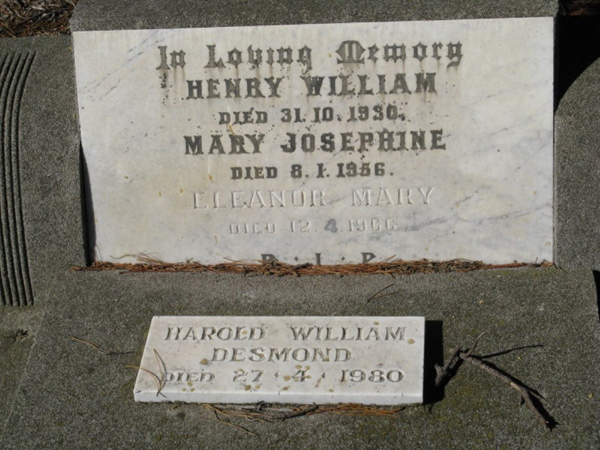 In Loving Memory
HENRY WILLIAM
DIED 31.10.1930.
MARY JOSEPHINE
DIED 8.1.1956.
ELEANOR MARY
DIED 12.4.1966
R.I.P.
HAROLD WILLIAM
DESMOND
DIED 27.4.1980